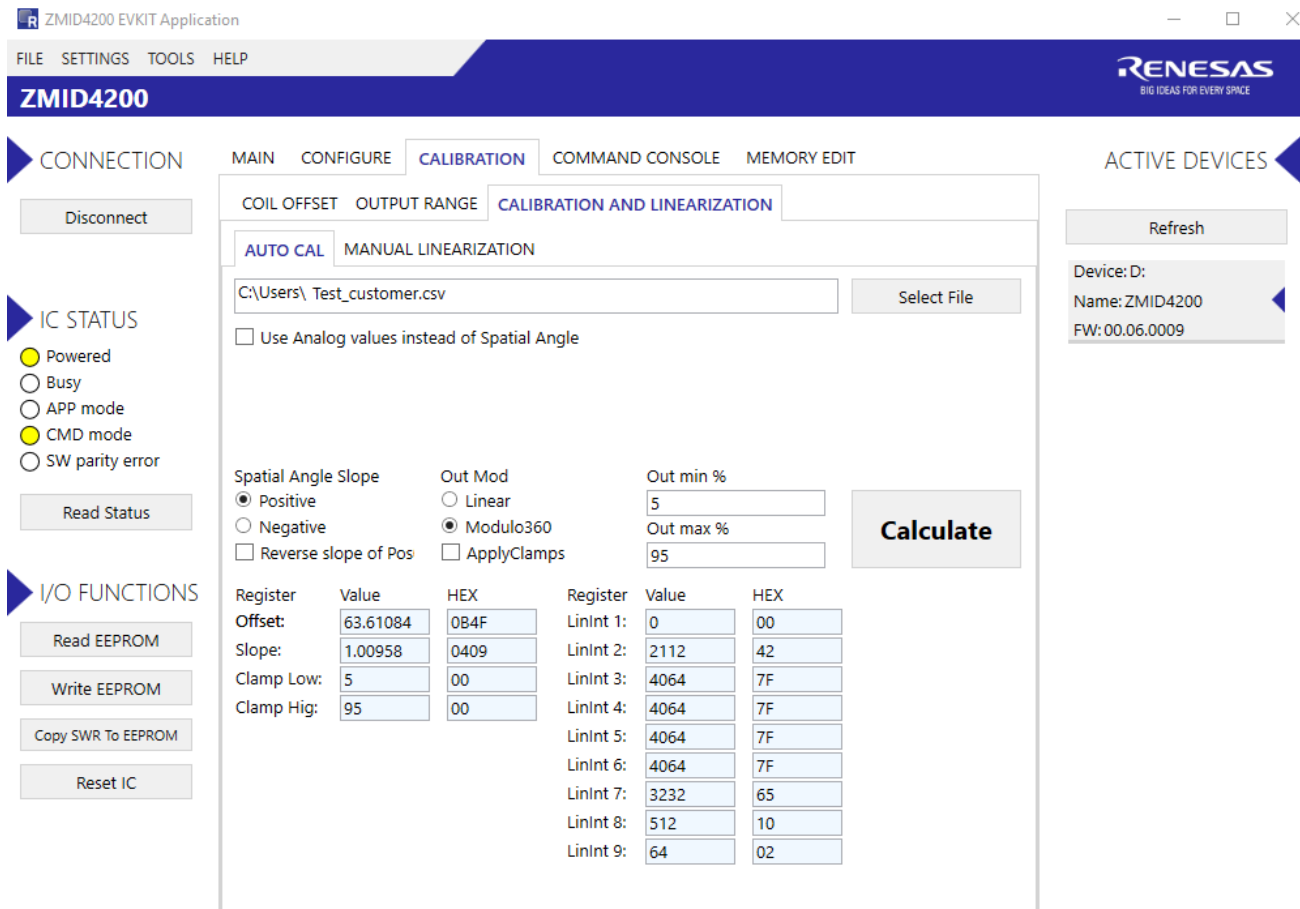 ZMID4200 EVKIT Application
FILE SETTINGS TOOLS HELP
RENESAS
BIG IDEAS FOR EVERY SPACE
ZMID4200
CONNECTION
Disconnect
IC STATUS
Powered
Busy
APP mode
CMD mode
SW parity error
Read Status
I/O FUNCTIONS
Read EEPROM
Write EEPROM
Copy SWR To EEPROM
Reset IC
MAIN CONFIGURE CALIBRATION COMMAND CONSOLE MEMORY EDIT
COIL OFFSET OUTPUT RANGE CALIBRATION AND LINEARIZATION
AUTO CAL MANUAL LINEARIZATION
C:\Users\ Test_customer.csv Select File
Use Analog values instead of Spatial Angle
Spatial Angle Slope Out Mod Out min %
Positive Linear 5
Negative Modulo360 Out max %
Reverse slope of Pos ApplyClamps 95
Calculate
Register Value HEX Register Value HEX
Offset: 63.61084 0B4F LinInt 1: 0 00
Slope: 1.00958 0409 LinInt 2: 2112 42
Clamp Low: 5 00 LinInt 3: 4064 7F
Clamp Hig: 95 00 LinInt 4: 4064 7F
LinInt 5: 4064 7F
LinInt 6: 4064 7F
LinInt 7: 3232 65
LinInt 8: 512 10
LinInt 9: 64 02
ACTIVE DEVICES
Refresh
Device: D:
Name: ZMID4200
FW: 00.06.0009